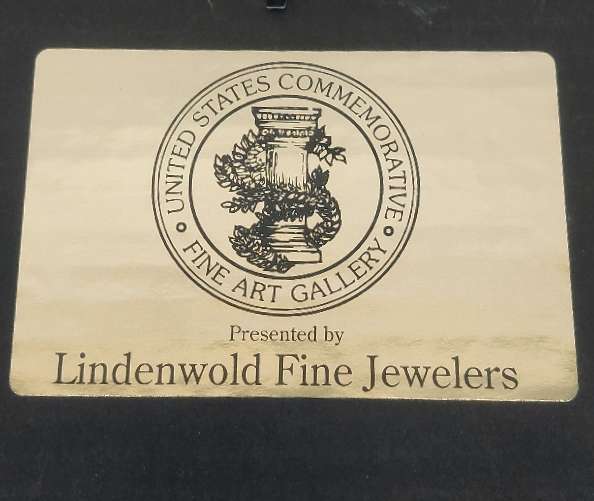 UNITED STATES COMMEMORATIVE
• FINE ART GALLERY •
Presented by
Lindenwold Fine Jewelers